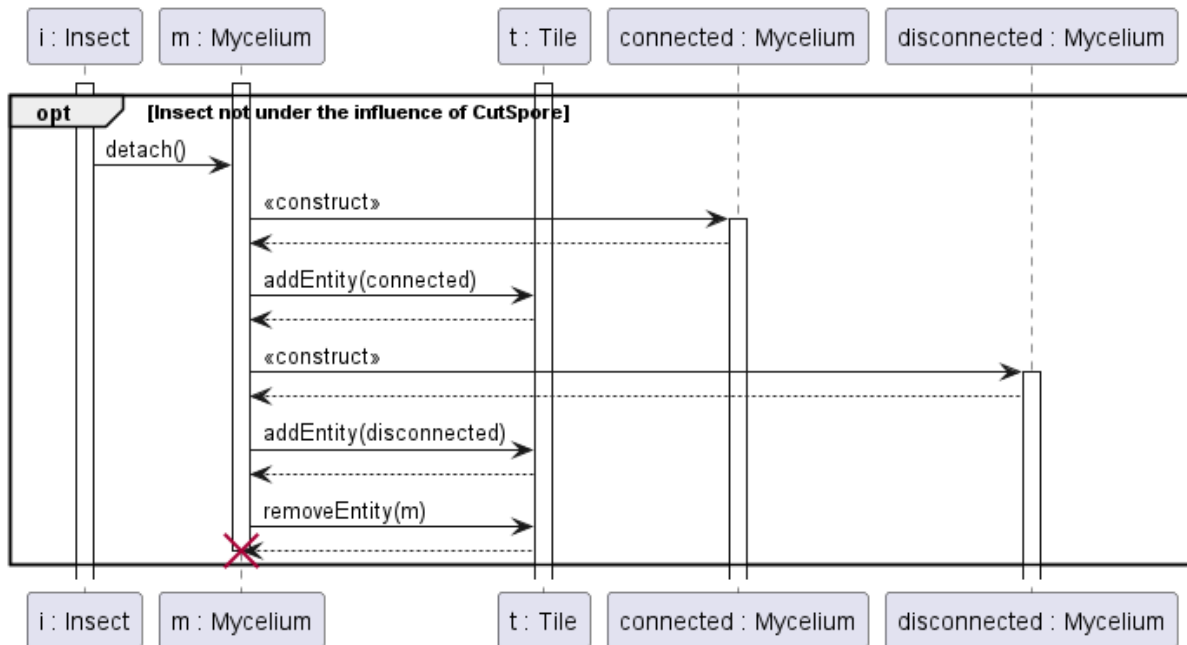 i : Insect
m : Mycelium
t : Tile
connected : Mycelium
disconnected : Mycelium
opt
[Insect not under the influence of CutSpore]
detach()
«construct»
addEntity(connected)
«construct»
addEntity(disconnected)
removeEntity(m)
i : Insect
m : Mycelium
t : Tile
connected : Mycelium
disconnected : Mycelium